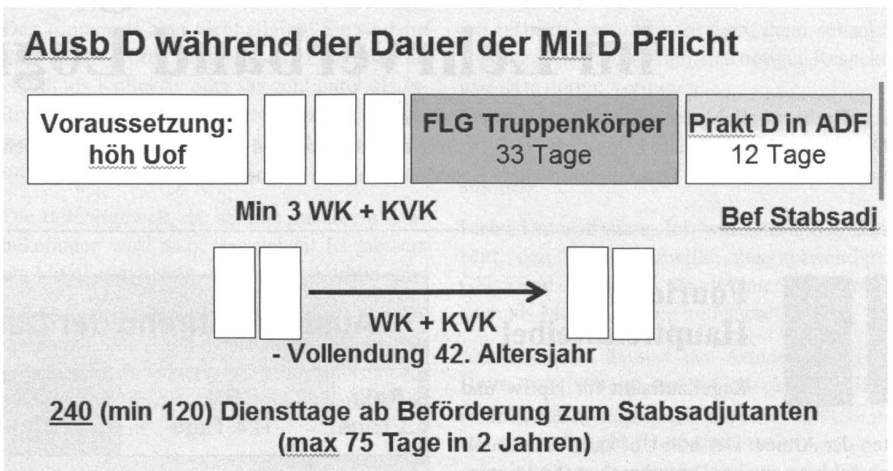 Ausb D während der Dauer der Mil D Pflicht
Voraussetzung:
höh Uof
FLG Truppenkörper
33 Tage
Prakt D in ADF
12 Tage
Min 3 WK + KVK
Bef Stabsadj
WK + KVK
- Vollendung 42. Altersjahr
240 (min 120) Diensttage ab Beförderung zum Stabsadjutanten
(max 75 Tage in 2 Jahren)